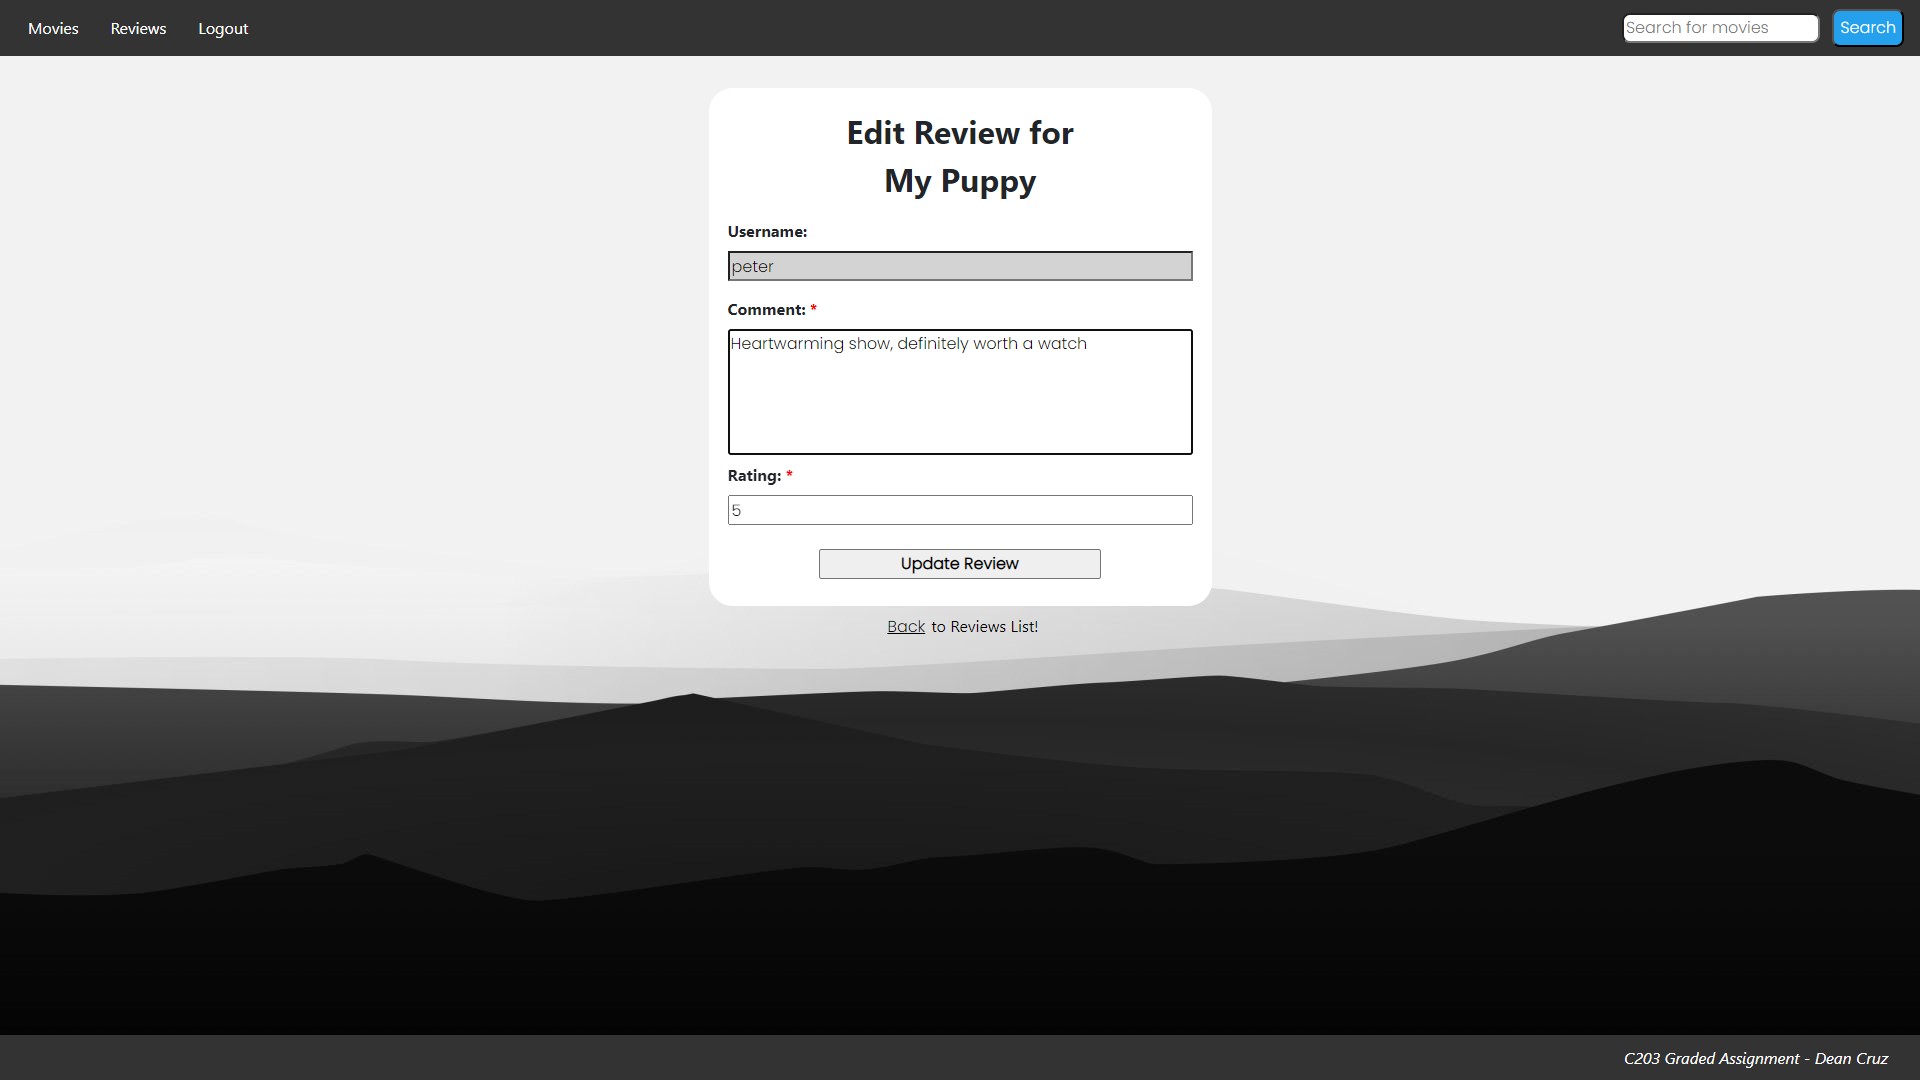 Movies Reviews Logout Search for movies Search
Edit Review for
My Puppy
Username:
peter
Comment: *
Heartwarming show, definitely worth a watch
Rating: *
5
Update Review
Back to Reviews List!
C203 Graded Assignment - Dean Cruz